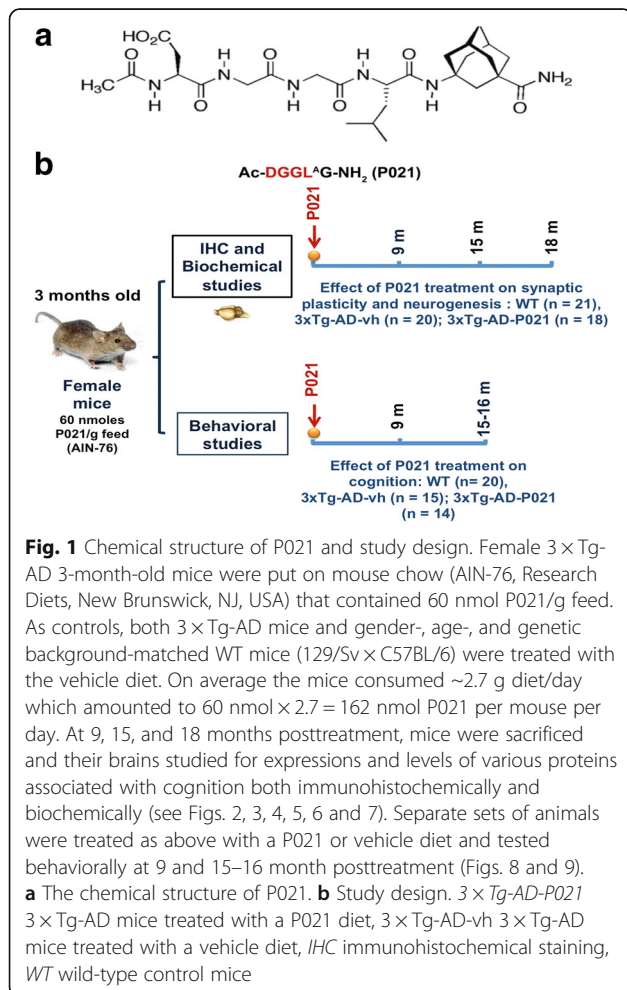 a
HO₂C
O
H
N
O
H
N
O
H₃C
N
H
O
N
H
O
N
H
NH₂
O
b
Ac-DGGLᴬG-NH₂ (P021)
P021
9 m
15 m
18 m
IHC and
Biochemical
studies
Effect of P021 treatment on synaptic
plasticity and neurogenesis : WT (n = 21),
3xTg-AD-vh (n = 20); 3xTg-AD-P021 (n = 18)
3 months old
Female
mice
60 nmoles
P021/g feed
(AIN-76)
P021
9 m
15-16 m
Behavioral
studies
Effect of P021 treatment on
cognition: WT (n= 20),
3xTg-AD-vh (n = 15); 3xTg-AD-P021
(n = 14)
Fig. 1 Chemical structure of P021 and study design. Female 3 × Tg-
AD 3-month-old mice were put on mouse chow (AIN-76, Research
Diets, New Brunswick, NJ, USA) that contained 60 nmol P021/g feed.
As controls, both 3 × Tg-AD mice and gender-, age-, and genetic
background-matched WT mice (129/Sv × C57BL/6) were treated with
the vehicle diet. On average the mice consumed ~2.7 g diet/day
which amounted to 60 nmol × 2.7 = 162 nmol P021 per mouse per
day. At 9, 15, and 18 months posttreatment, mice were sacrificed
and their brains studied for expressions and levels of various proteins
associated with cognition both immunohistochemically and
biochemically (see Figs. 2, 3, 4, 5, 6 and 7). Separate sets of animals
were treated as above with a P021 or vehicle diet and tested
behaviorally at 9 and 15–16 month posttreatment (Figs. 8 and 9).
a The chemical structure of P021. b Study design. 3 × Tg-AD-P021
3 × Tg-AD mice treated with a P021 diet, 3 × Tg-AD-vh 3 × Tg-AD
mice treated with a vehicle diet, IHC immunohistochemical staining,
WT wild-type control mice